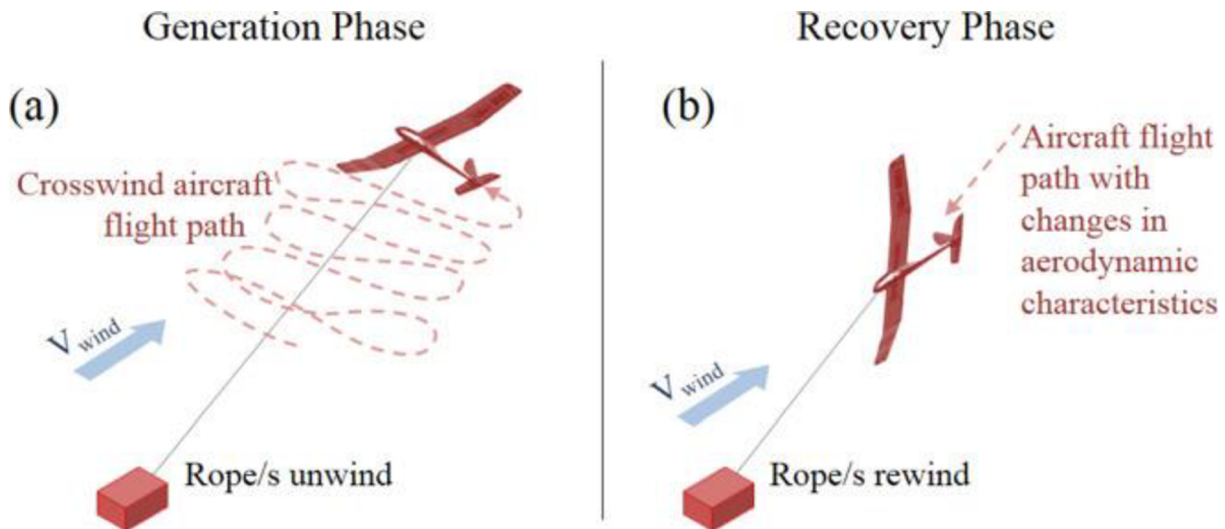 Generation Phase
Recovery Phase
(a)
Crosswind aircraft
flight path
V wind
Rope/s unwind
(b)
Aircraft flight
path with
changes in
aerodynamic
characteristics
V wind
Rope/s rewind